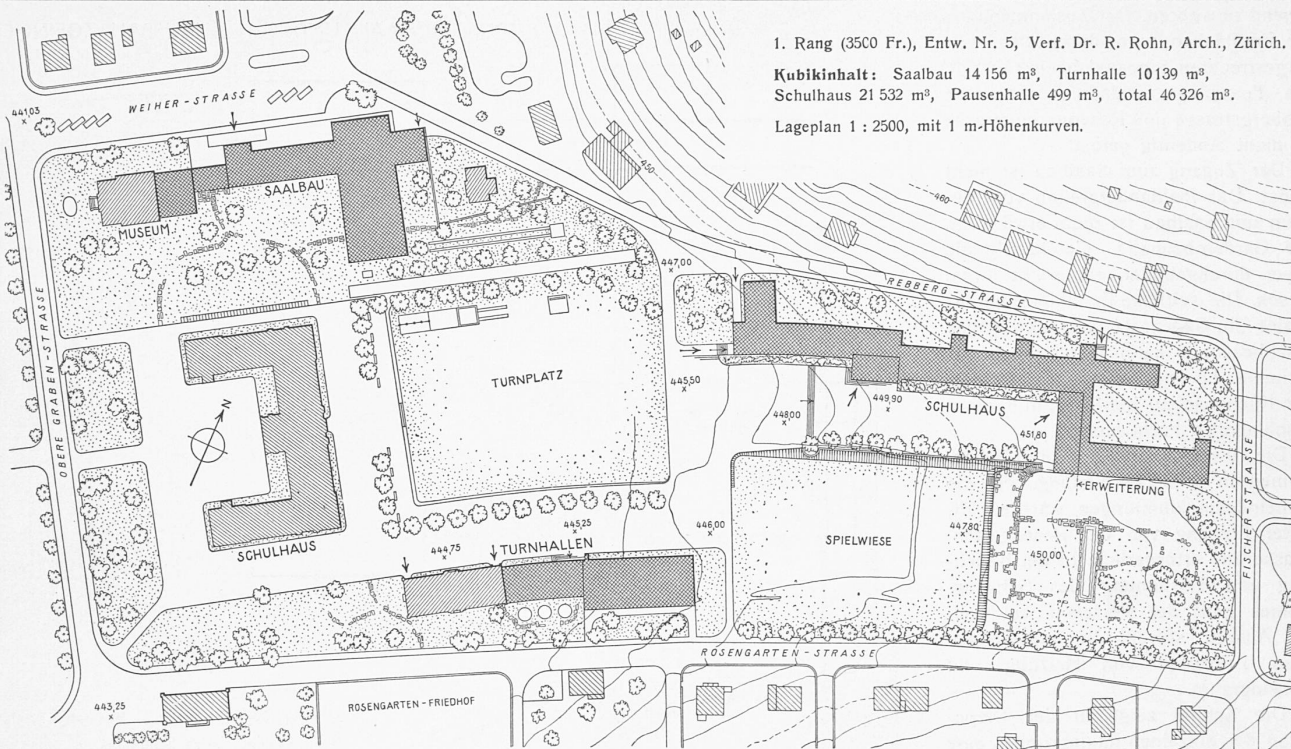 1. Rang (3500 Fr.), Entw. Nr. 5, Verf. Dr. R. Rohn, Arch., Zürich.
Kubikinhalt: Saalbau 14156 m³, Turnhalle 10139 m³,
Schulhaus 21532 m³, Pausenhalle 499 m³, total 46326 m³.
Lageplan 1 : 2500, mit 1 m-Höhenkurven.
441,03
WEIHER-STRASSE
450
460
SAALBAU
MUSEUM
447,00
REBBERG-STRASSE
OBERE GRABEN-STRASSE
N
TURNPLATZ
445,50
448,00
449,90
SCHULHAUS
451,80
FISCHER-STRASSE
ERWEITERUNG
SCHULHAUS
444,75
TURNHALLEN
445,25
446,00
SPIELWIESE
447,80
450,00
ROSENGARTEN-STRASSE
443,25
ROSENGARTEN-FRIEDHOF